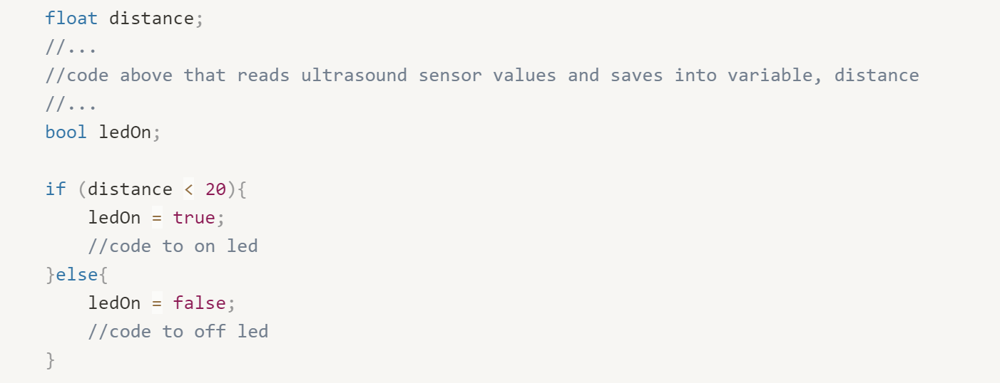 float distance;
//...
//code above that reads ultrasound sensor values and saves into variable, distance
//...
bool ledOn;

if (distance < 20){
    ledOn = true;
    //code to on led
}else{
    ledOn = false;
    //code to off led
}